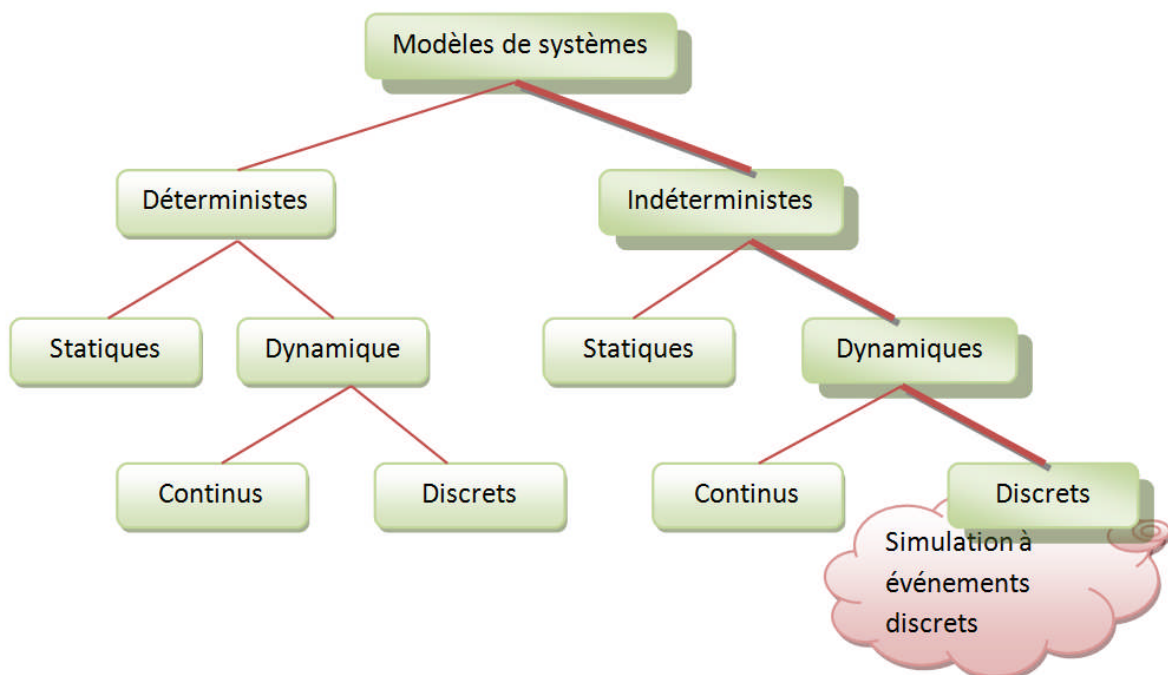 Modèles de systèmes
Déterministes
Indéterministes
Statiques
Dynamique
Statiques
Dynamiques
Continus
Discrets
Continus
Discrets
Simulation à
événements
discrets